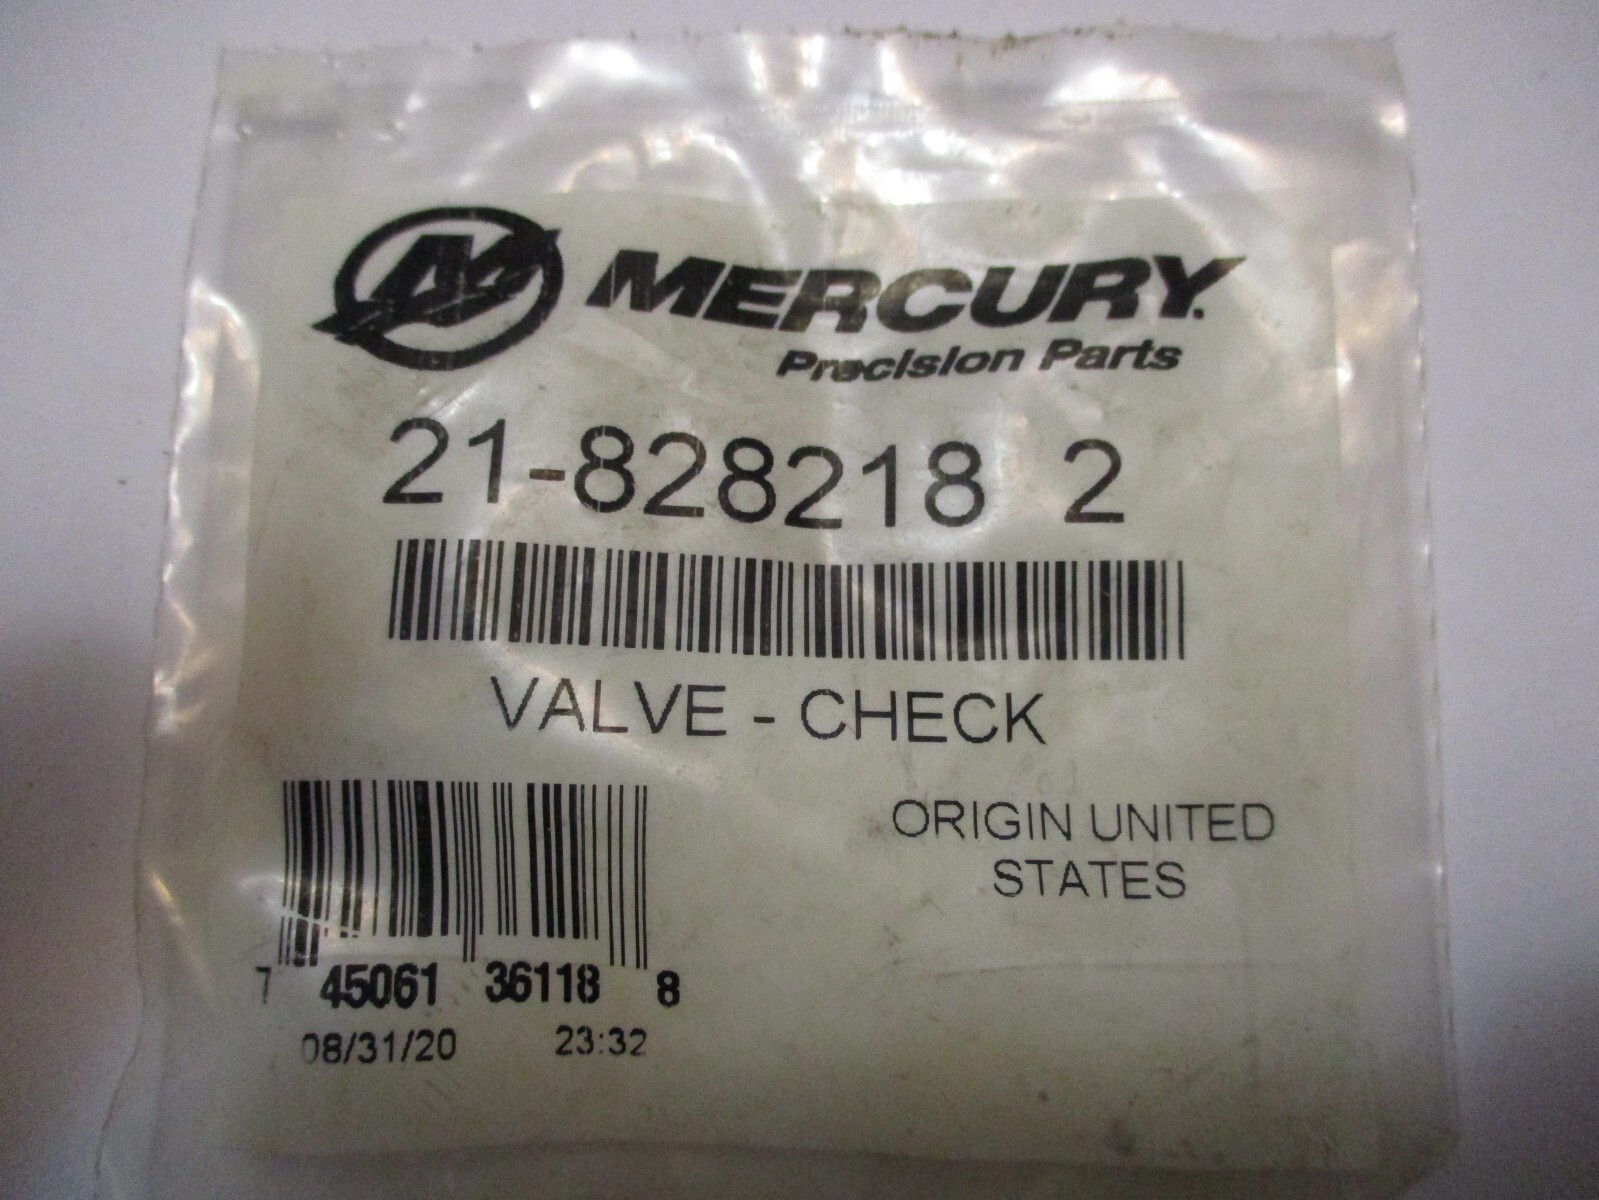 MERCURY
Precision Parts
21-828218 2
VALVE - CHECK
ORIGIN UNITED
STATES
7 45061 36118 8
08/31/20 23:32